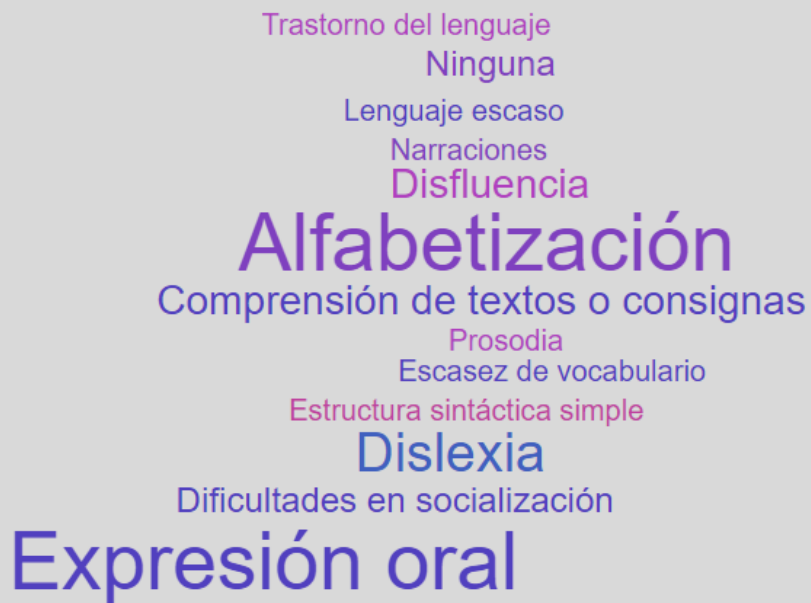 Trastorno del lenguaje
Ninguna
Lenguaje escaso
Narraciones
Disfluencia
Alfabetización
Comprensión de textos o consignas
Prosodia
Escasez de vocabulario
Estructura sintáctica simple
Dislexia
Dificultades en socialización
Expresión oral